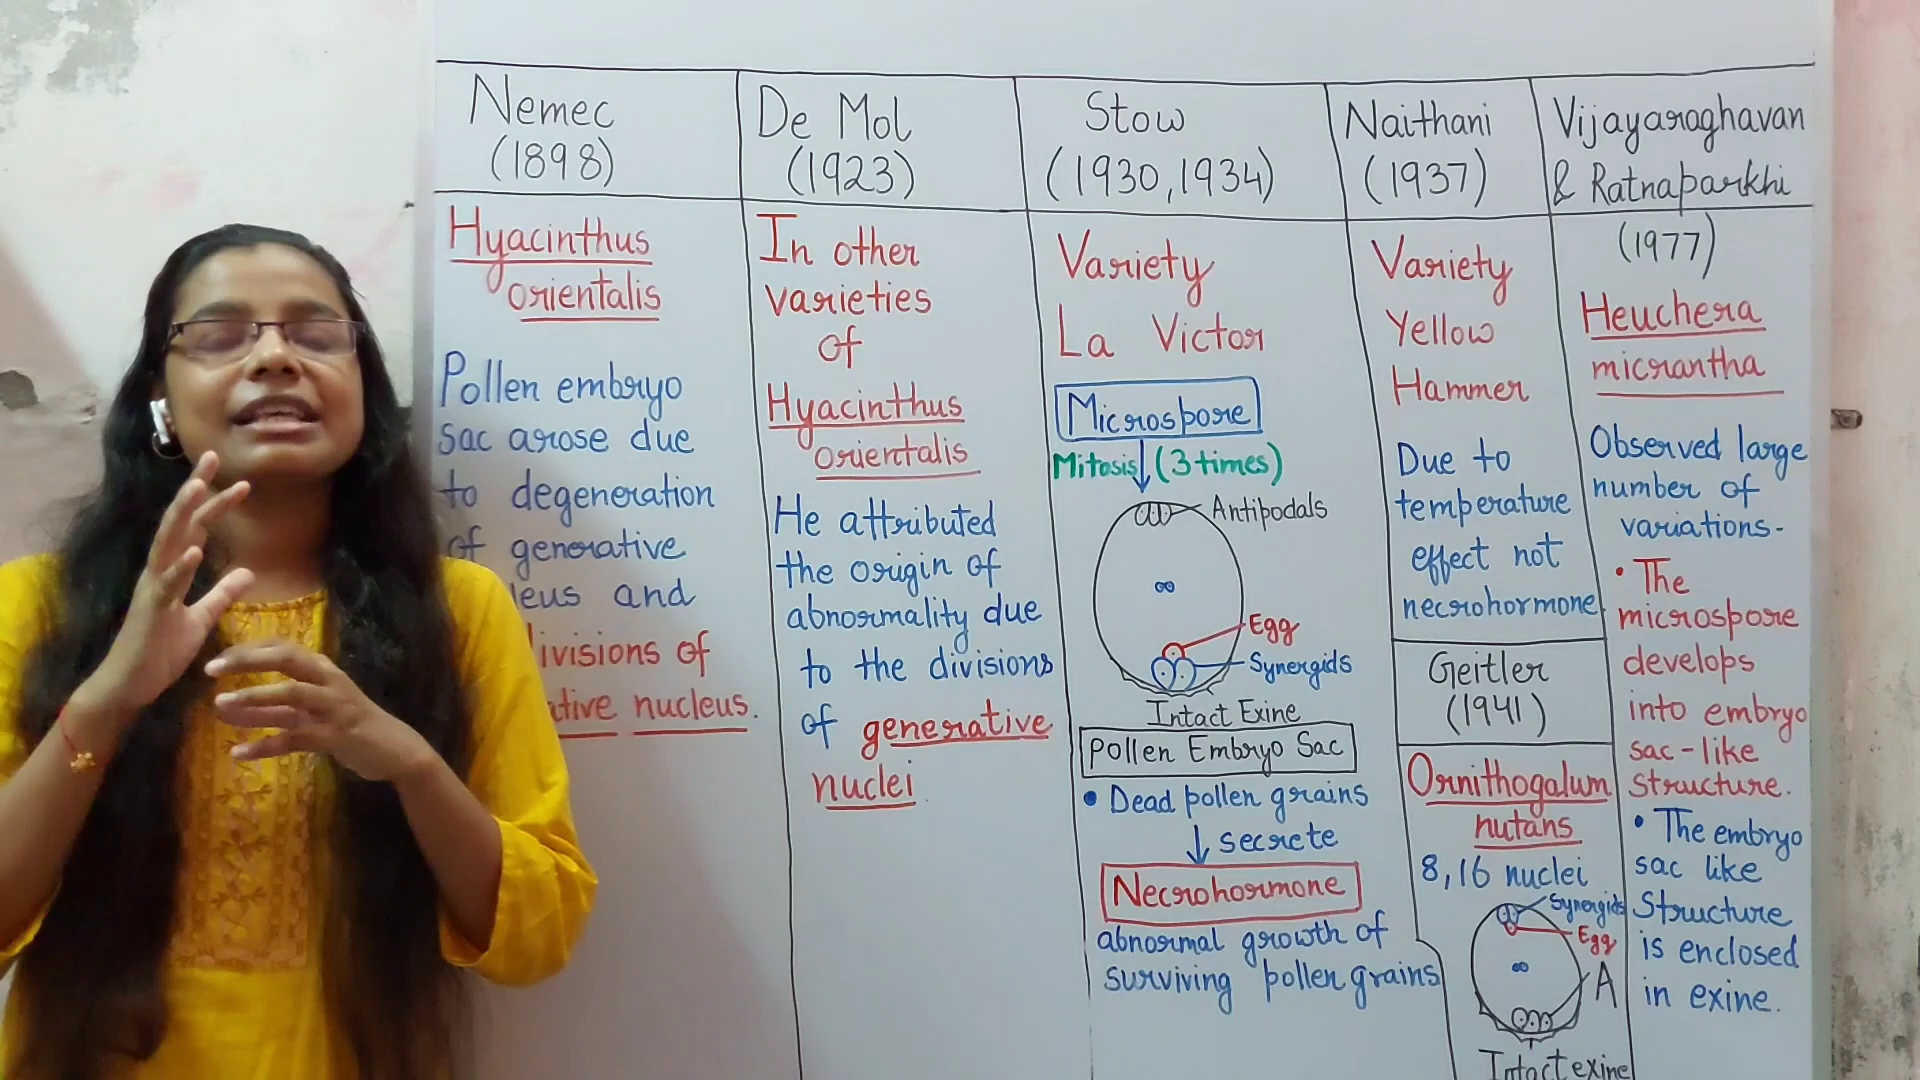 Nemec
(1898)
Hyacinthus
orientalis
Pollen embryo
sac arose due
to degeneration
of generative
leus and
ivisions of
ative nucleus.
De Mol
(1923)
In other
varieties
of
Hyacinthus
orientalis
He attributed
the origin of
abnormality due
to the divisions
of generative
nuclei
Stow
(1930,1934)
Variety
La Victor
Microspore
Mitosis (3 times)
Antipodals
Egg
Synergids
Intact Exine
Pollen Embryo Sac
• Dead pollen grains
secrete
Necrohormone
abnormal growth of
surviving pollen grains
Naithani
(1937)
Variety
Yellow
Hammer
Due to
temperature
effect not
necrohormone
Geitler
(1941)
Ornithogalum
nutans
8,16 nuclei
Synergids
Egg
A
Intact exine
Vijayaraghavan
& Ratnaparkhi
(1977)
Heuchera
micrantha
Observed large
number of
variations-
• The
microspore
develops
into embryo
sac-like
structure.
• The embryo
sac like
Structure
is enclosed
in exine.